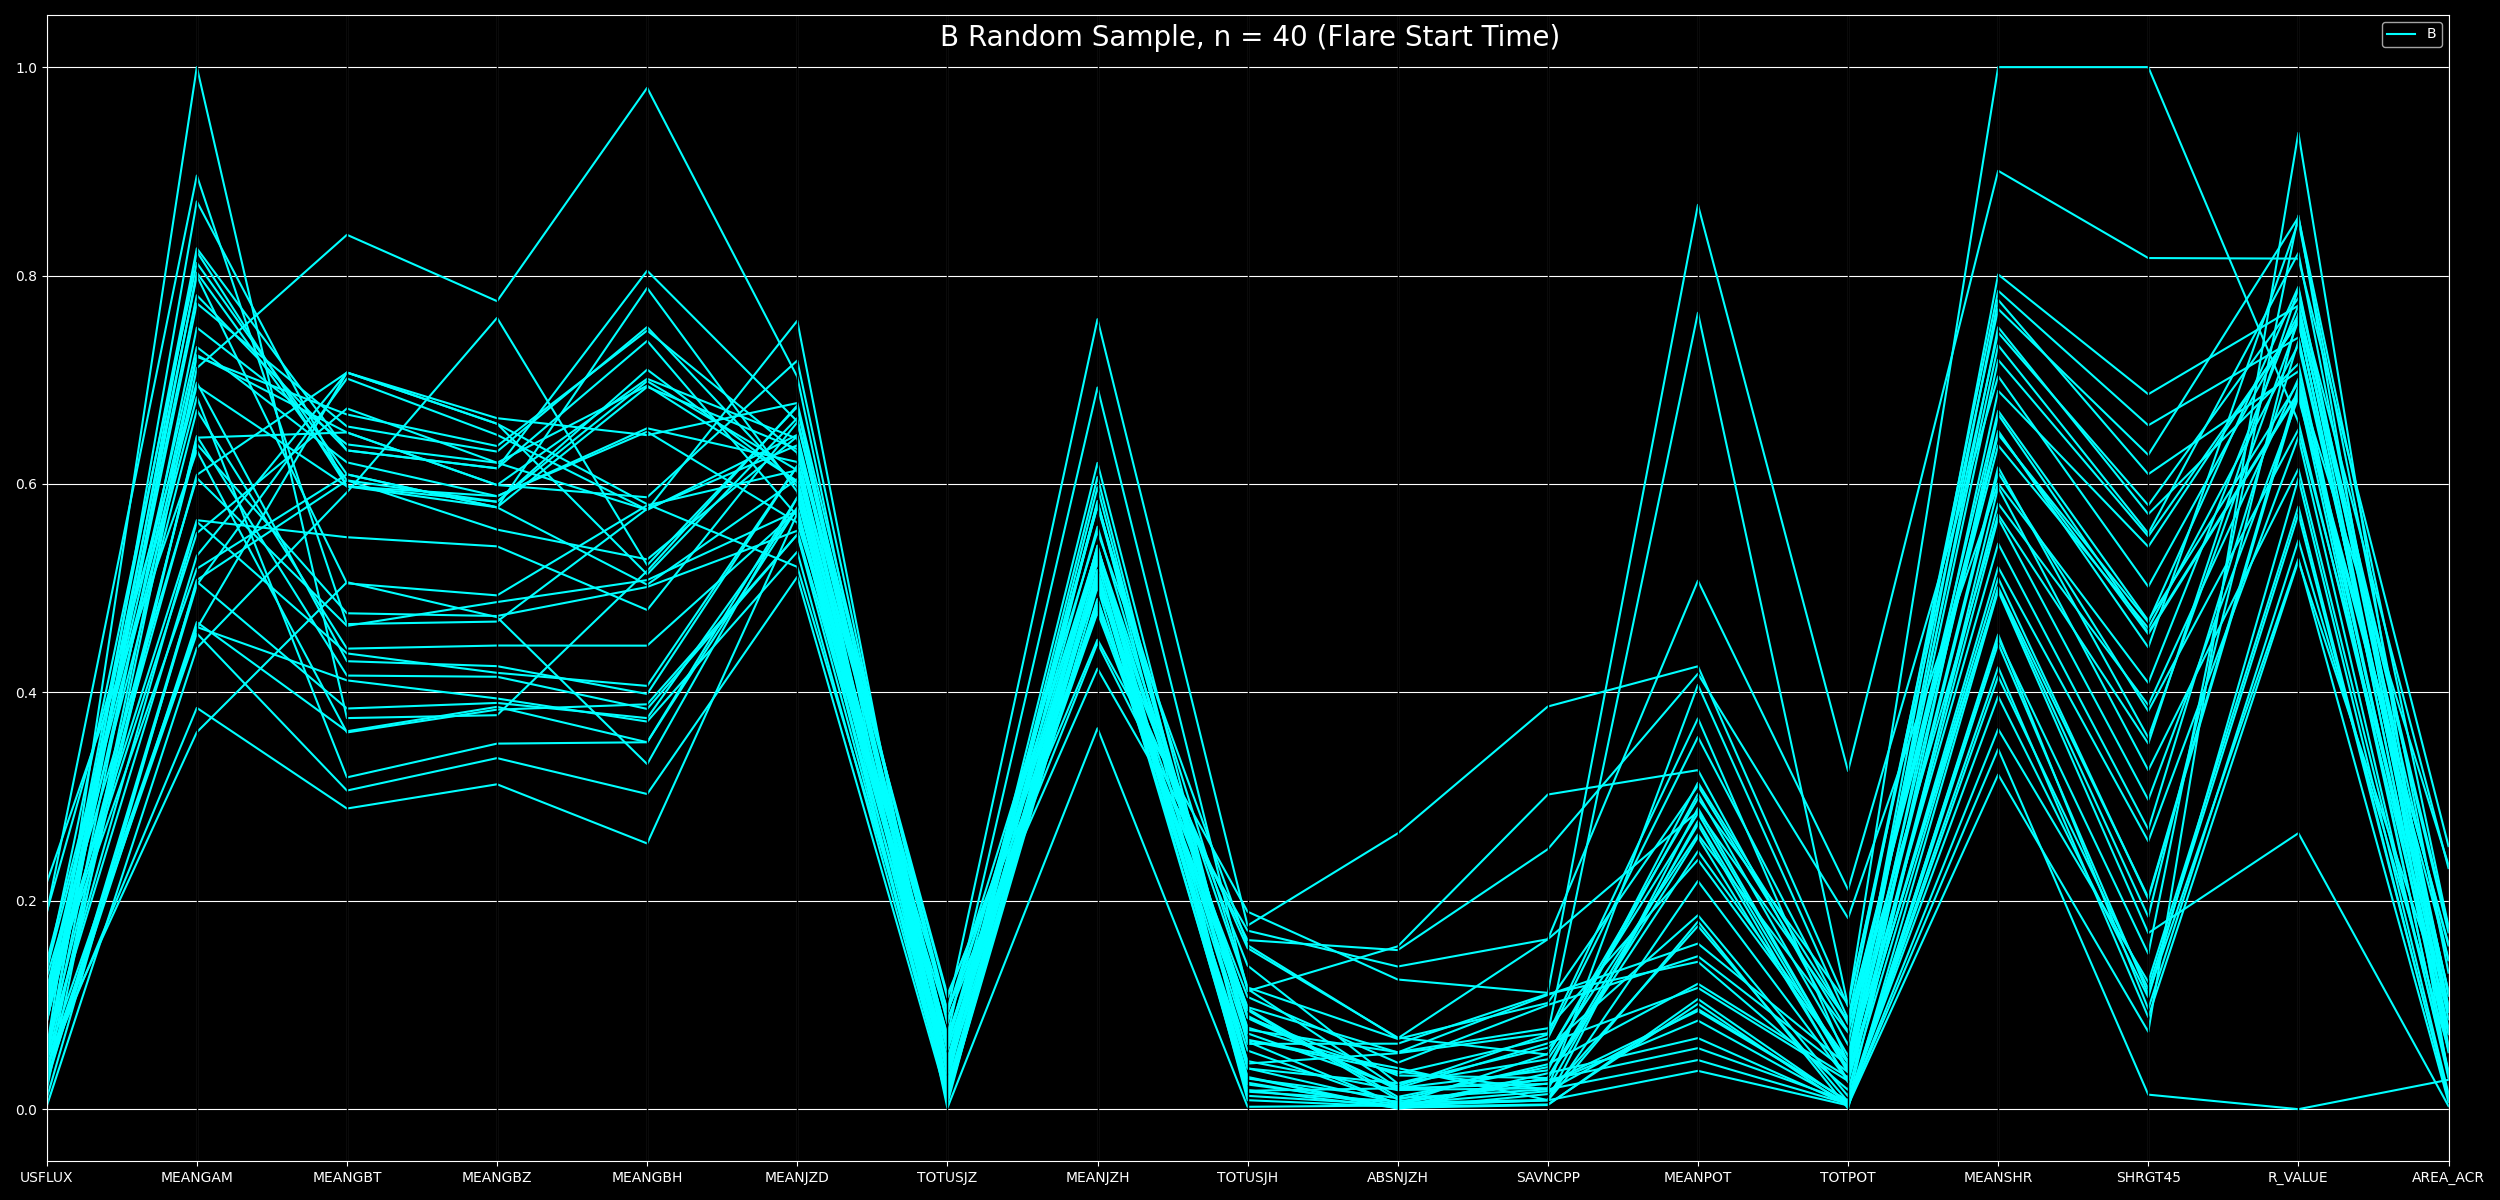 B Random Sample, n = 40 (Flare Start Time)
B
1.0
0.8
0.6
0.4
0.2
0.0
USFLUX MEANGAM MEANGBT MEANGBZ MEANGBH MEANJZD TOTUSJZ MEANJZH TOTUSJH ABSNJZH SAVNCPP MEANPOT TOTPOT MEANSHR SHRGT45 R_VALUE AREA_ACR